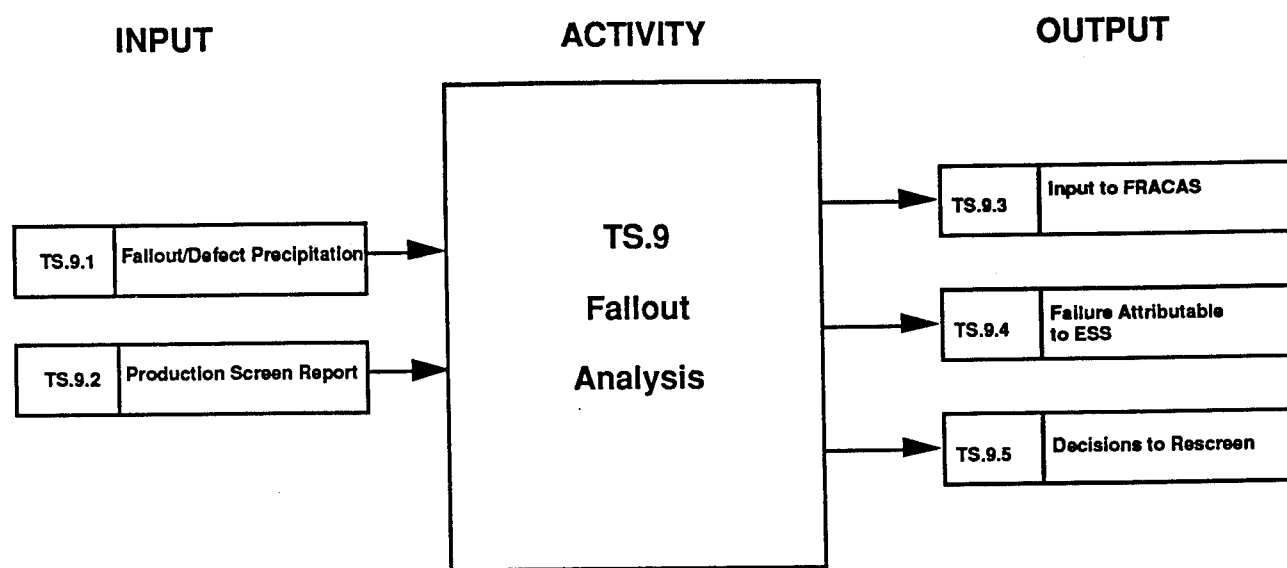 INPUT
ACTIVITY
OUTPUT
TS.9.1
Fallout/Defect Precipitation
TS.9.2
Production Screen Report
TS.9
Fallout
Analysis
TS.9.3
Input to FRACAS
TS.9.4
Failure Attributable
to ESS
TS.9.5
Decisions to Rescreen